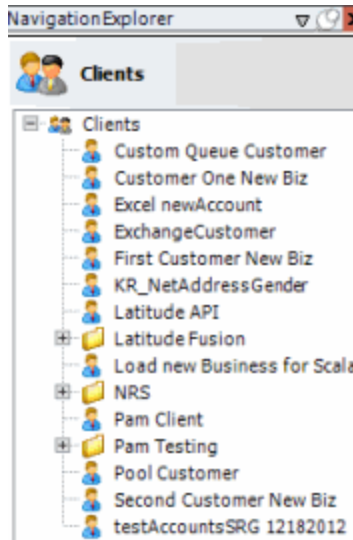 NavigationExplorer
Clients
Clients
Custom Queue Customer
Customer One New Biz
Excel newAccount
ExchangeCustomer
First Customer New Biz
KR_NetAddressGender
Latitude API
Latitude Fusion
Load new Business for Scala
NRS
Pam Client
Pam Testing
Pool Customer
Second Customer New Biz
testAccountsSRG 12182012